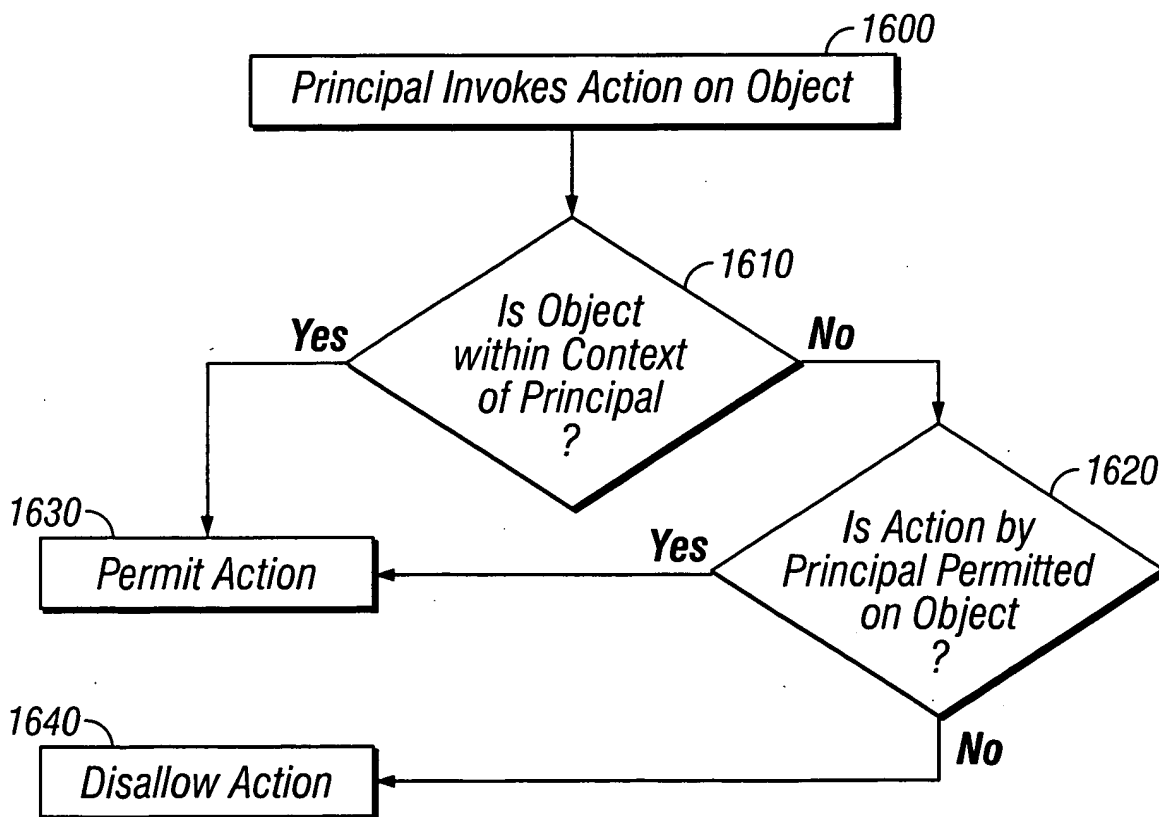 1600
Principal Invokes Action on Object
1610
Is Object
within Context
of Principal
?
Yes
No
1620
Is Action by
Principal Permitted
on Object
?
Yes
No
1630
Permit Action
1640
Disallow Action